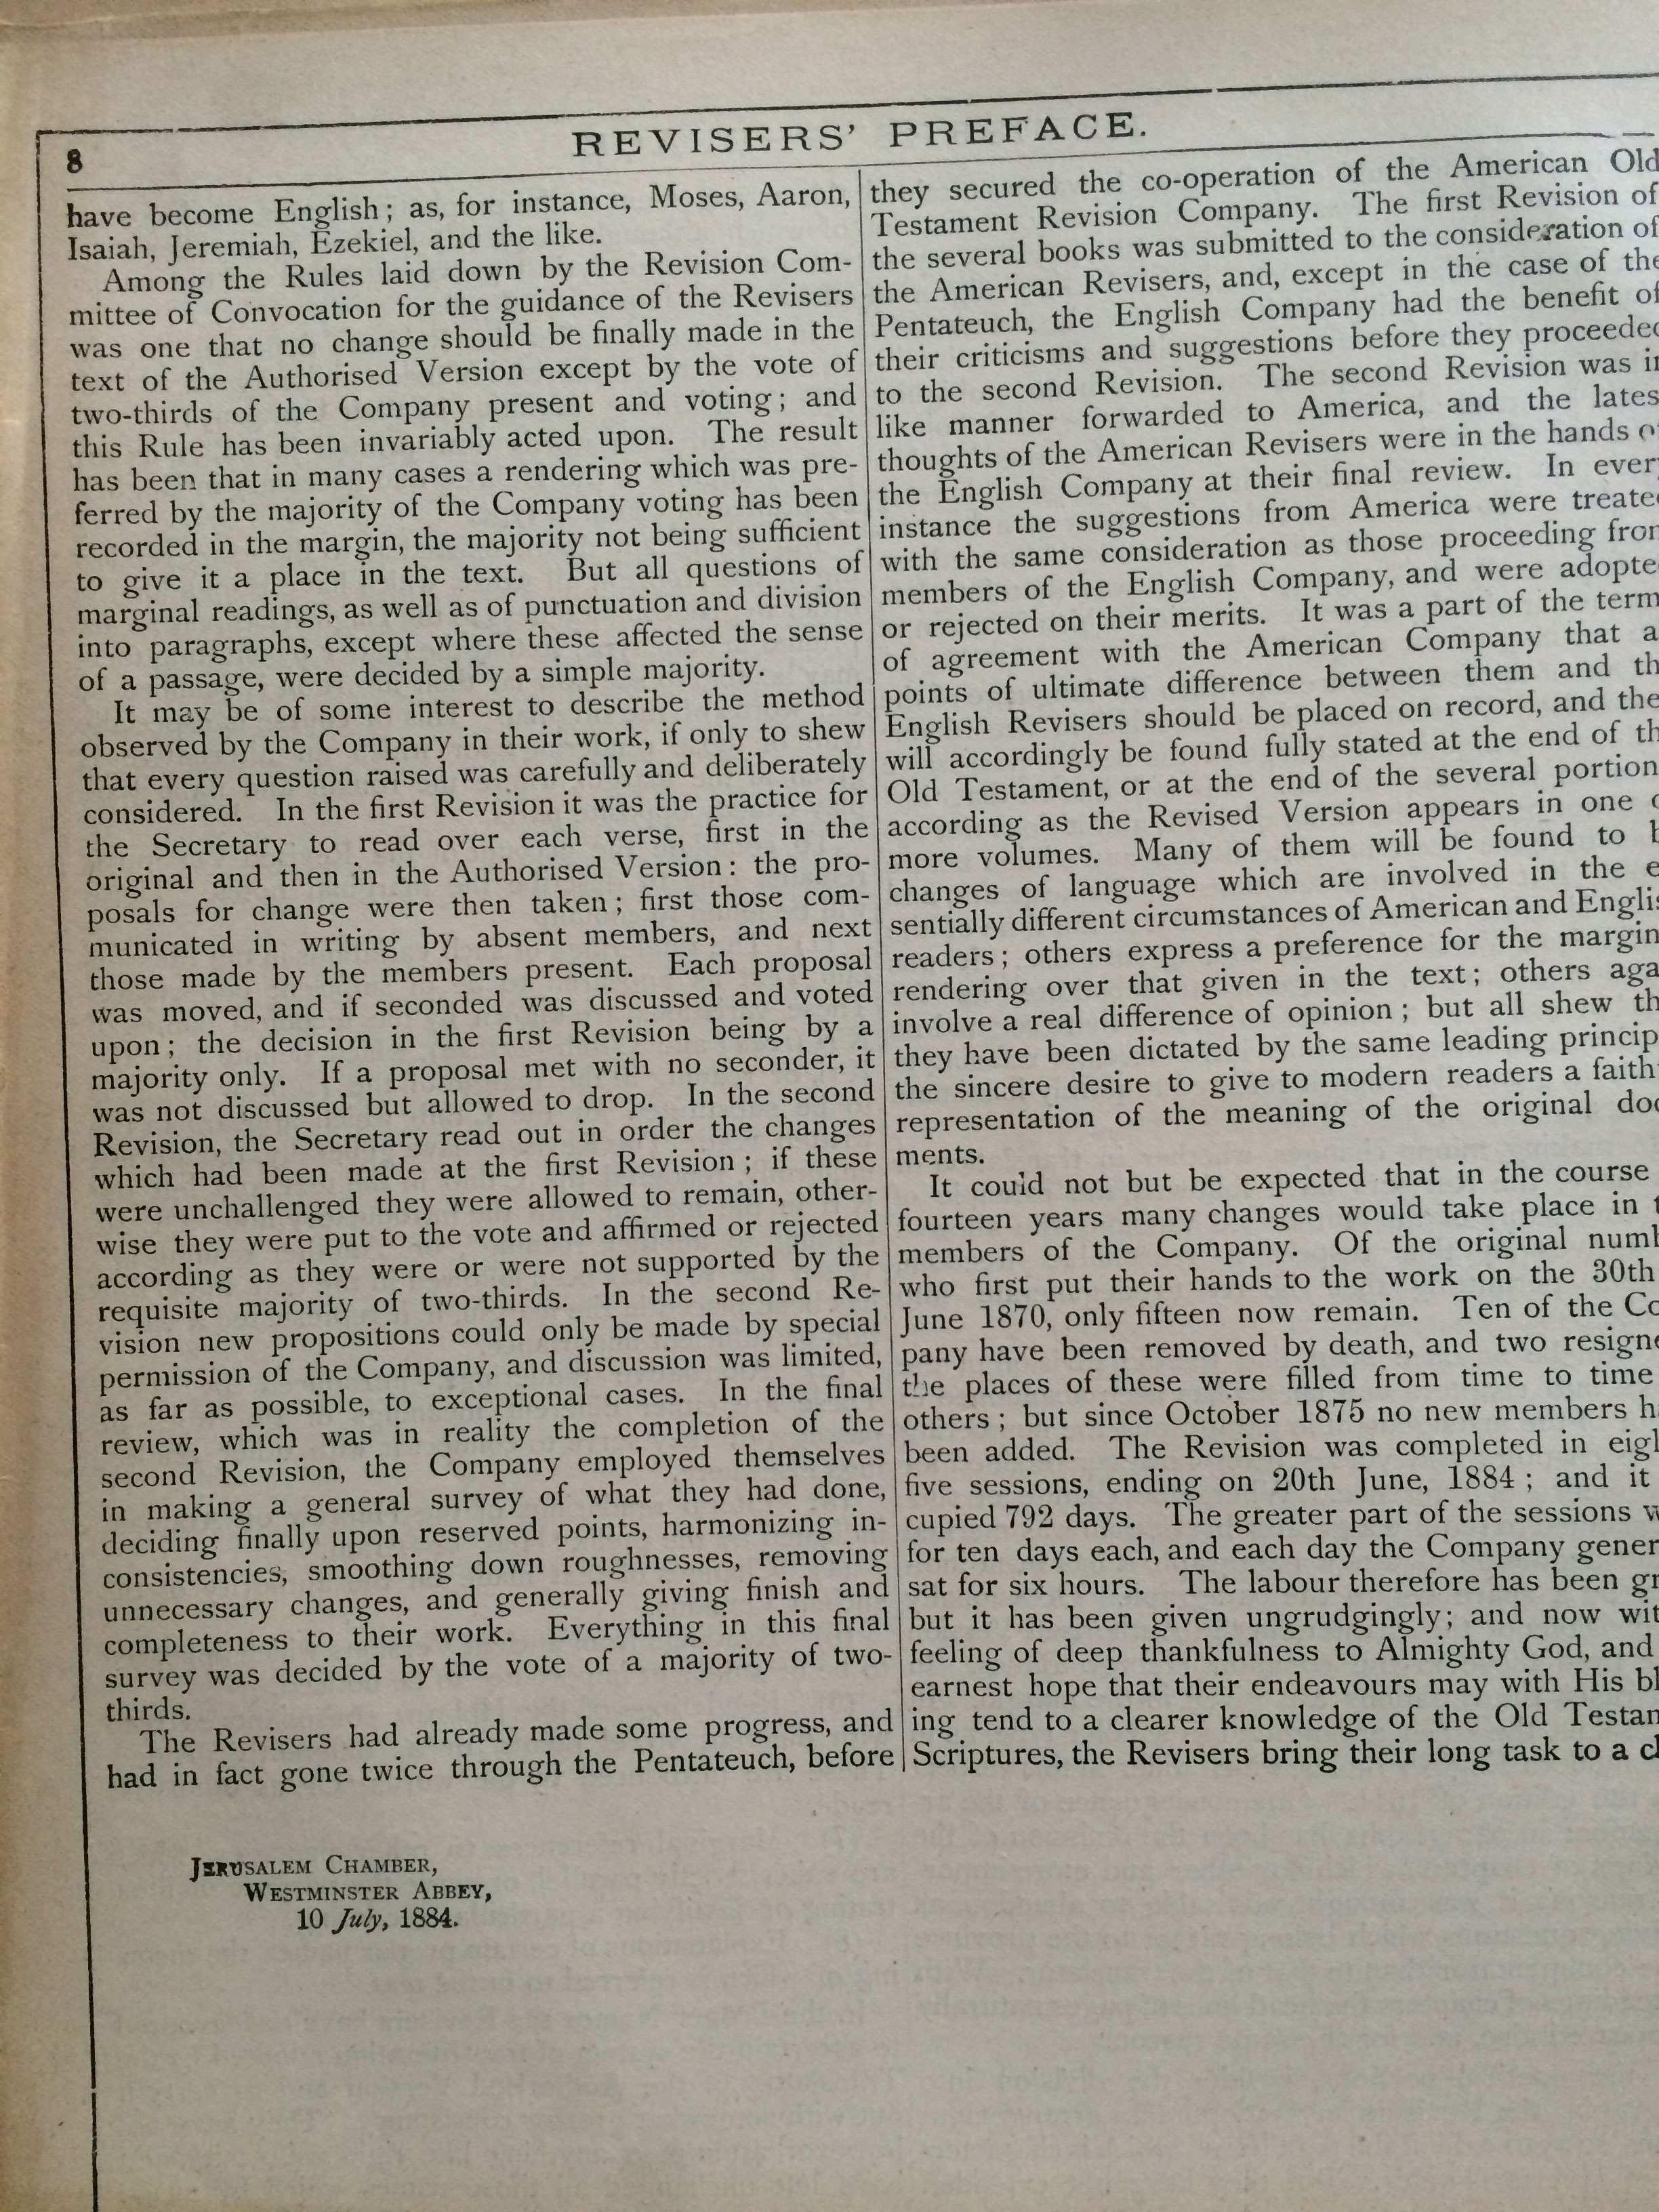 8
REVISERS' PREFACE.
have become English; as, for instance, Moses, Aaron,
Isaiah, Jeremiah, Ezekiel, and the like.
Among the Rules laid down by the Revision Com-
mittee of Convocation for the guidance of the Revisers
was one that no change should be finally made in the
text of the Authorised Version except by the vote of
two-thirds of the Company present and voting; and
this Rule has been invariably acted upon. The result
has been that in many cases a rendering which was pre-
ferred by the majority of the Company voting has been
recorded in the margin, the majority not being sufficient
to give it a place in the text. But all questions of
marginal readings, as well as of punctuation and division
into paragraphs, except where these affected the sense
of a passage, were decided by a simple majority.
It may be of some interest to describe the method
observed by the Company in their work, if only to shew
that every question raised was carefully and deliberately
considered. In the first Revision it was the practice for
the Secretary to read over each verse, first in the
original and then in the Authorised Version: the pro-
posals for change were then taken; first those com-
municated in writing by absent members, and next
those made by the members present. Each proposal
was moved, and if seconded was discussed and voted
upon; the decision in the first Revision being by a
majority only. If a proposal met with no seconder, it
was not discussed but allowed to drop. In the second
Revision, the Secretary read out in order the changes
which had been made at the first Revision; if these
were unchallenged they were allowed to remain, other-
wise they were put to the vote and affirmed or rejected
according as they were or were not supported by the
requisite majority of two-thirds. In the second Re-
vision new propositions could only be made by special
permission of the Company, and discussion was limited,
as far as possible, to exceptional cases. In the final
review, which was in reality the completion of the
second Revision, the Company employed themselves
in making a general survey of what they had done,
deciding finally upon reserved points, harmonizing in-
consistencies, smoothing down roughnesses, removing
unnecessary changes, and generally giving finish and
completeness to their work. Everything in this final
survey was decided by the vote of a majority of two-
thirds.
The Revisers had already made some progress, and
had in fact gone twice through the Pentateuch, before
they secured the co-operation of the American Old
Testament Revision Company. The first Revision of
the several books was submitted to the consideration of
the American Revisers, and, except in the case of the
Pentateuch, the English Company had the benefit of
their criticisms and suggestions before they proceeded
to the second Revision. The second Revision was
like manner forwarded to America, and the
thoughts of the American Revisers were in the hands
the English Company at their final review. In
instance the suggestions from America were
with the same consideration as those proceeding
members of the English Company, and were
or rejected on their merits. It was a part of the
of agreement with the American Company that
points of ultimate difference between them and
English Revisers should be placed on record, and
will accordingly be found fully stated at the end of
Old Testament, or at the end of the several
according as the Revised Version appears in one
more volumes. Many of them will be found to
changes of language which are involved in the
sentially different circumstances of American and
readers; others express a preference for the
rendering over that given in the text; others
involve a real difference of opinion; but all shew
they have been dictated by the same leading
the sincere desire to give to modern readers a
representation of the meaning of the original
ments.
It could not but be expected that in the course
fourteen years many changes would take place in
members of the Company. Of the original
who first put their hands to the work on the 30th
June 1870, only fifteen now remain. Ten of the
pany have been removed by death, and two
the places of these were filled from time to time
others; but since October 1875 no new members
been added. The Revision was completed in
five sessions, ending on 20th June, 1884; and it
cupied 792 days. The greater part of the sessions
for ten days each, and each day the Company
sat for six hours. The labour therefore has been
but it has been given ungrudgingly; and now
feeling of deep thankfulness to Almighty God, and
earnest hope that their endeavours may with His
ing tend to a clearer knowledge of the Old
Scriptures, the Revisers bring their long task to a
JERUSALEM CHAMBER,
WESTMINSTER ABBEY,
10 July, 1884.